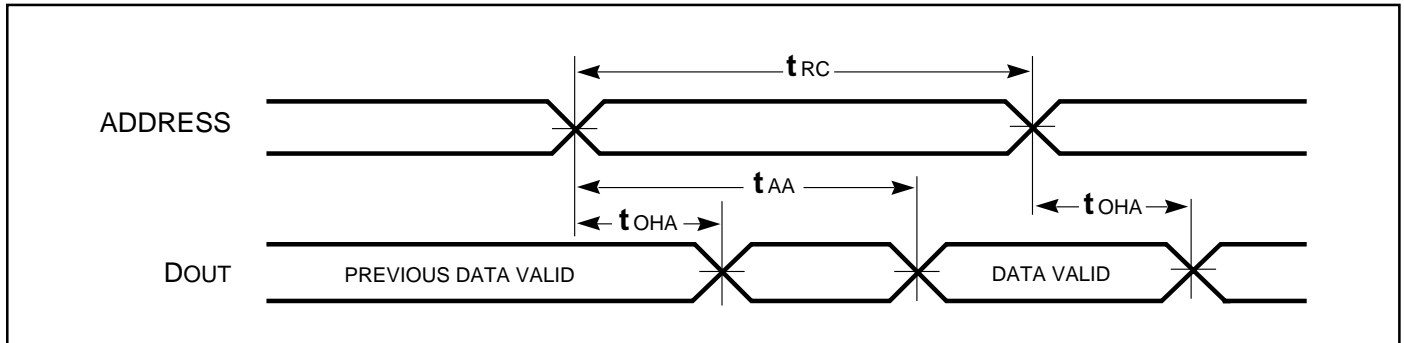 tRC
ADDRESS
tAA
tOHA
tOHA
DOUT
PREVIOUS DATA VALID
DATA VALID